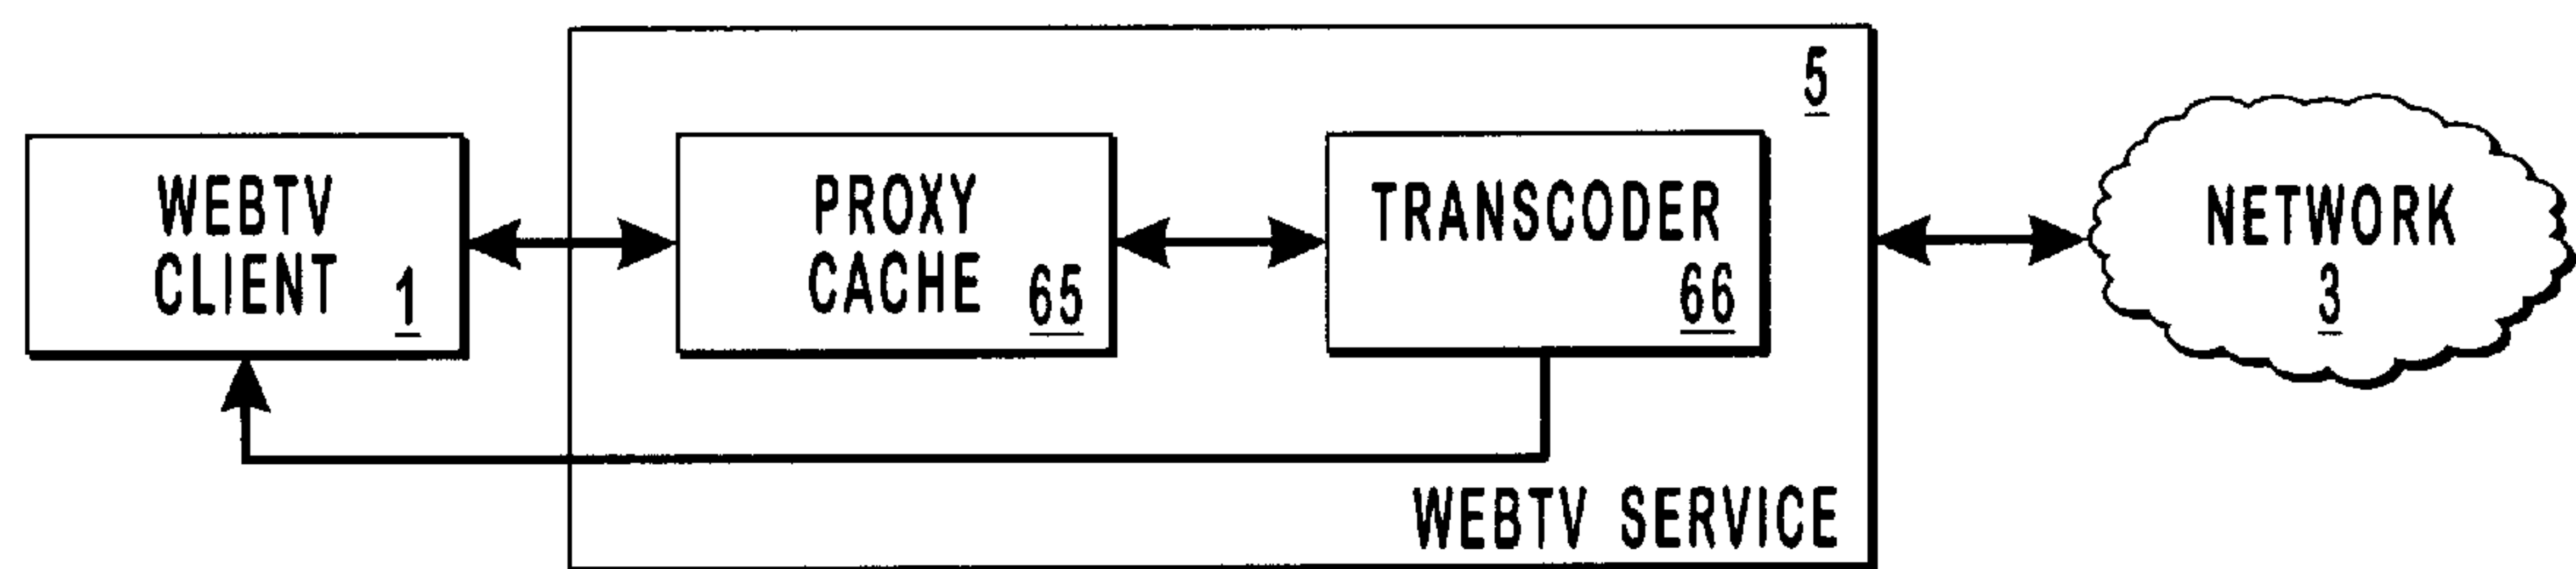 WEBTV
CLIENT 1
PROXY
CACHE 65
TRANSCODER
66
5
WEBTV SERVICE
NETWORK
3